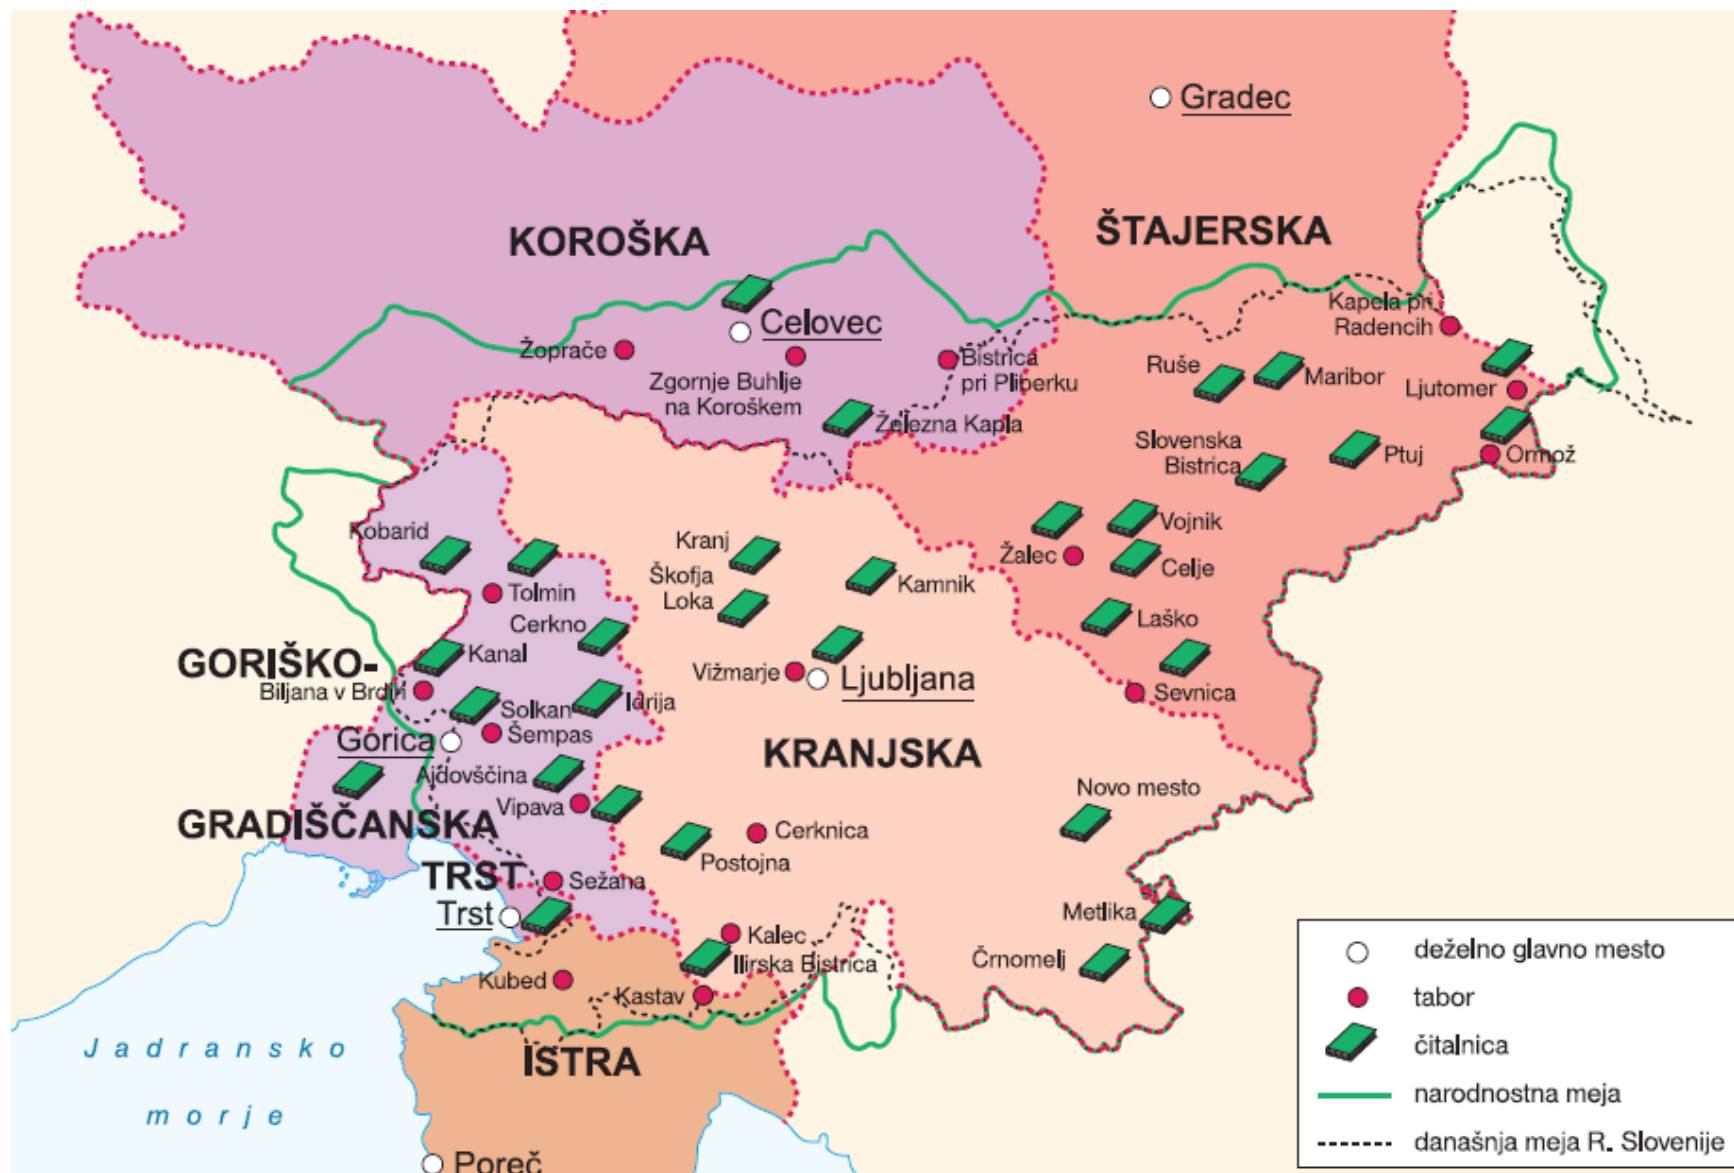 Gradec
KOROŠKA
ŠTAJERSKA
Celovec
Žoprače
Zgornje Buhlje
na Koroškem
Bistrica
pri Pliberku
Železna Kapla
Kapela pri
Radencih
Ruše
Maribor
Ljutomer
Slovenska
Bistrica
Ptuj
Ormož
Kobarid
Tolmin
Cerkno
Kranj
Škofja
Loka
Kamnik
Vojnik
Žalec
Celje
Laško
Sevnica
GORIŠKO-
Kanal
Biljana v Brdih
Solkan
Idrija
Šempas
Gorica
Vižmarje
Ljubljana
KRANJSKA
Ajdovščina
Vipava
GRADIŠČANSKA
Cerknica
Postojna
Novo mesto
TRST
Trst
Sežana
Metlika
Črnomelj
Kalec
Ilirska Bistrica
Kubed
Kastav
ISTRA
Jadransko
morje
Poreč
deželno glavno mesto
tabor
čitalnica
narodnostna meja
današnja meja R. Slovenije